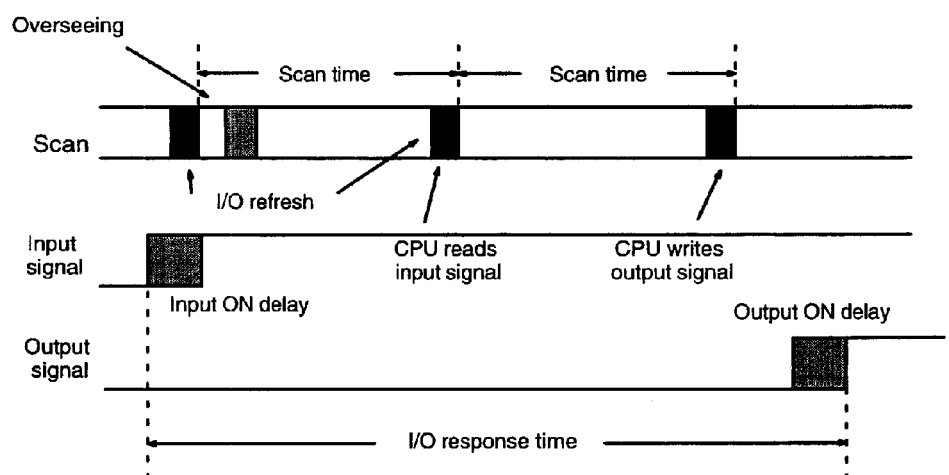 Overseeing
Scan time
Scan time
Scan
I/O refresh
Input
signal
CPU reads
input signal
CPU writes
output signal
Input ON delay
Output ON delay
Output
signal
I/O response time